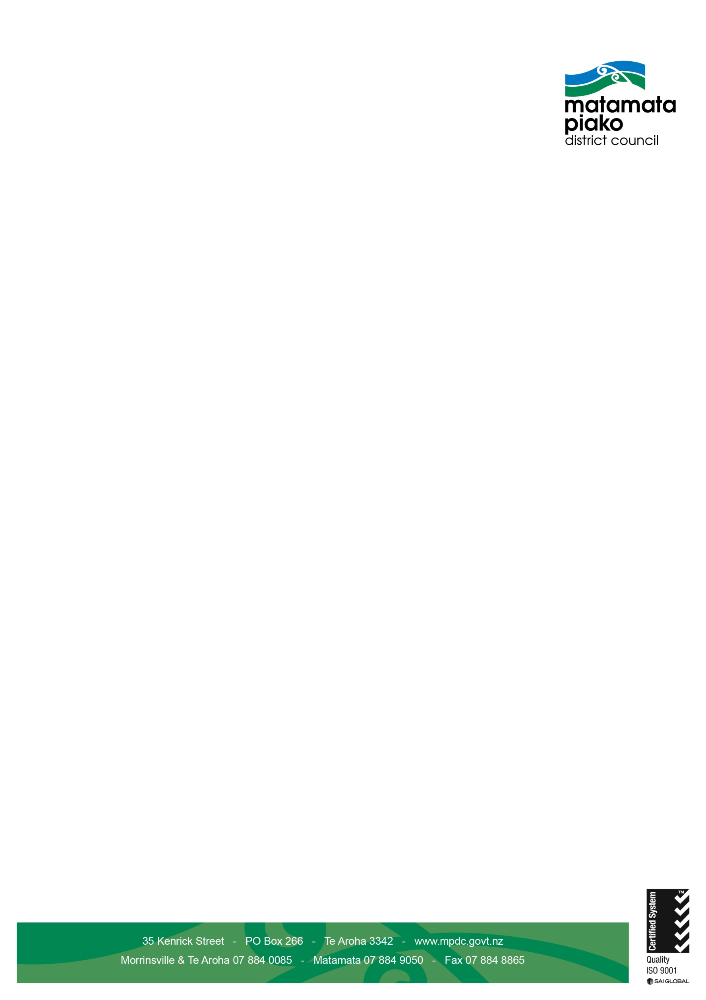 matamata
piako
district council
Certified System
TM
Quality
ISO 9001
SAI GLOBAL
35 Kenrick Street - PO Box 266 - Te Aroha 3342 - www.mpdc.govt.nz
Morrinsville & Te Aroha 07 884 0085 - Matamata 07 884 9050 - Fax 07 884 8865